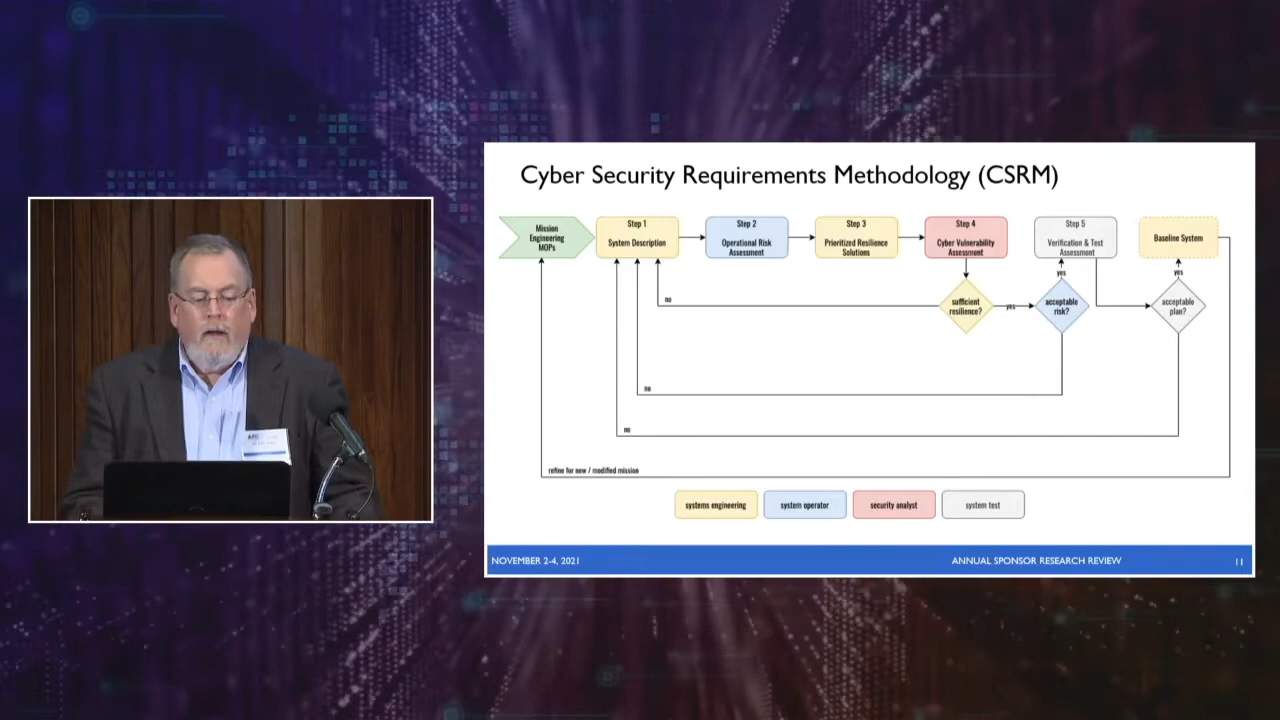 Cyber Security Requirements Methodology (CSRM)
Mission
Engineering
MOPs
Step 1
System Description
Step 2
Operational Risk
Assessment
Step 3
Prioritized Resilience
Solutions
Step 4
Cyber Vulnerability
Assessment
Step 5
Verification & Test
Assessment
Baseline System
yes
yes
no
sufficient
resilience?
yes
acceptable
risk?
acceptable
plan?
no
no
refine for new / modified mission
systems engineering
system operator
security analyst
system test
NOVEMBER 2-4, 2021
ANNUAL SPONSOR RESEARCH REVIEW
11